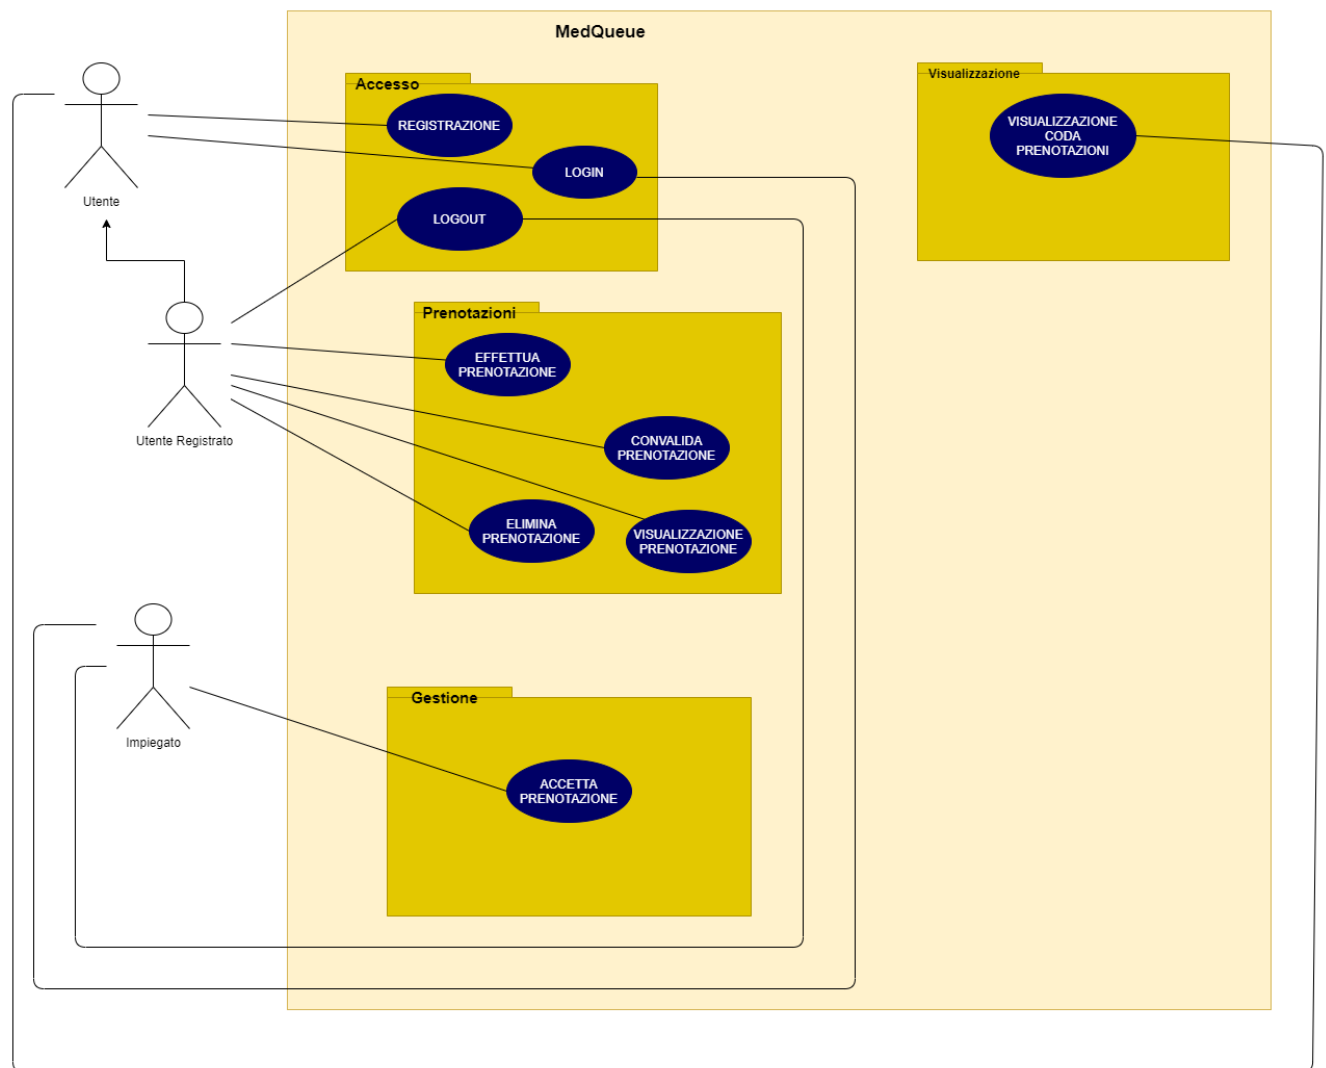 MedQueue
Accesso
REGISTRAZIONE
LOGIN
LOGOUT
Visualizzazione
VISUALIZZAZIONE
CODA
PRENOTAZIONI
Utente
Utente Registrato
Prenotazioni
EFFETTUA
PRENOTAZIONE
CONVALIDA
PRENOTAZIONE
ELIMINA
PRENOTAZIONE
VISUALIZZAZIONE
PRENOTAZIONE
Impiegato
Gestione
ACCETTA
PRENOTAZIONE